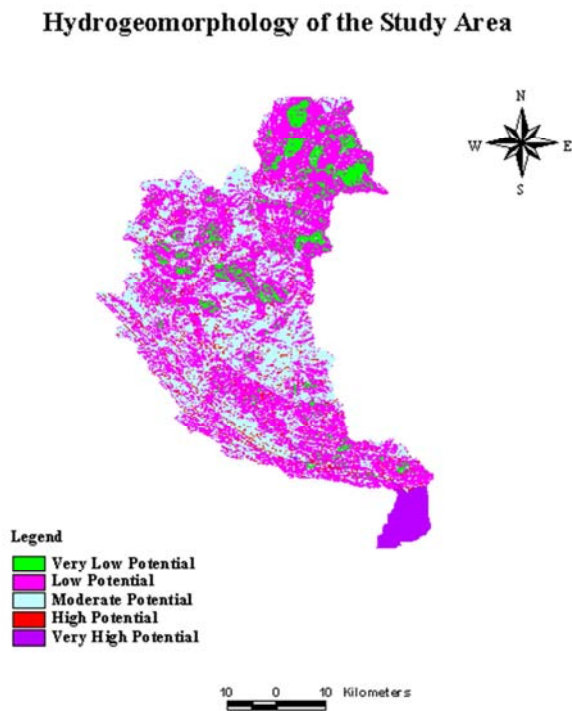 Hydrogeomorphology of the Study Area
N
W E
S
Legend
Very Low Potential
Low Potential
Moderate Potential
High Potential
Very High Potential
10 0 10 Kilometers